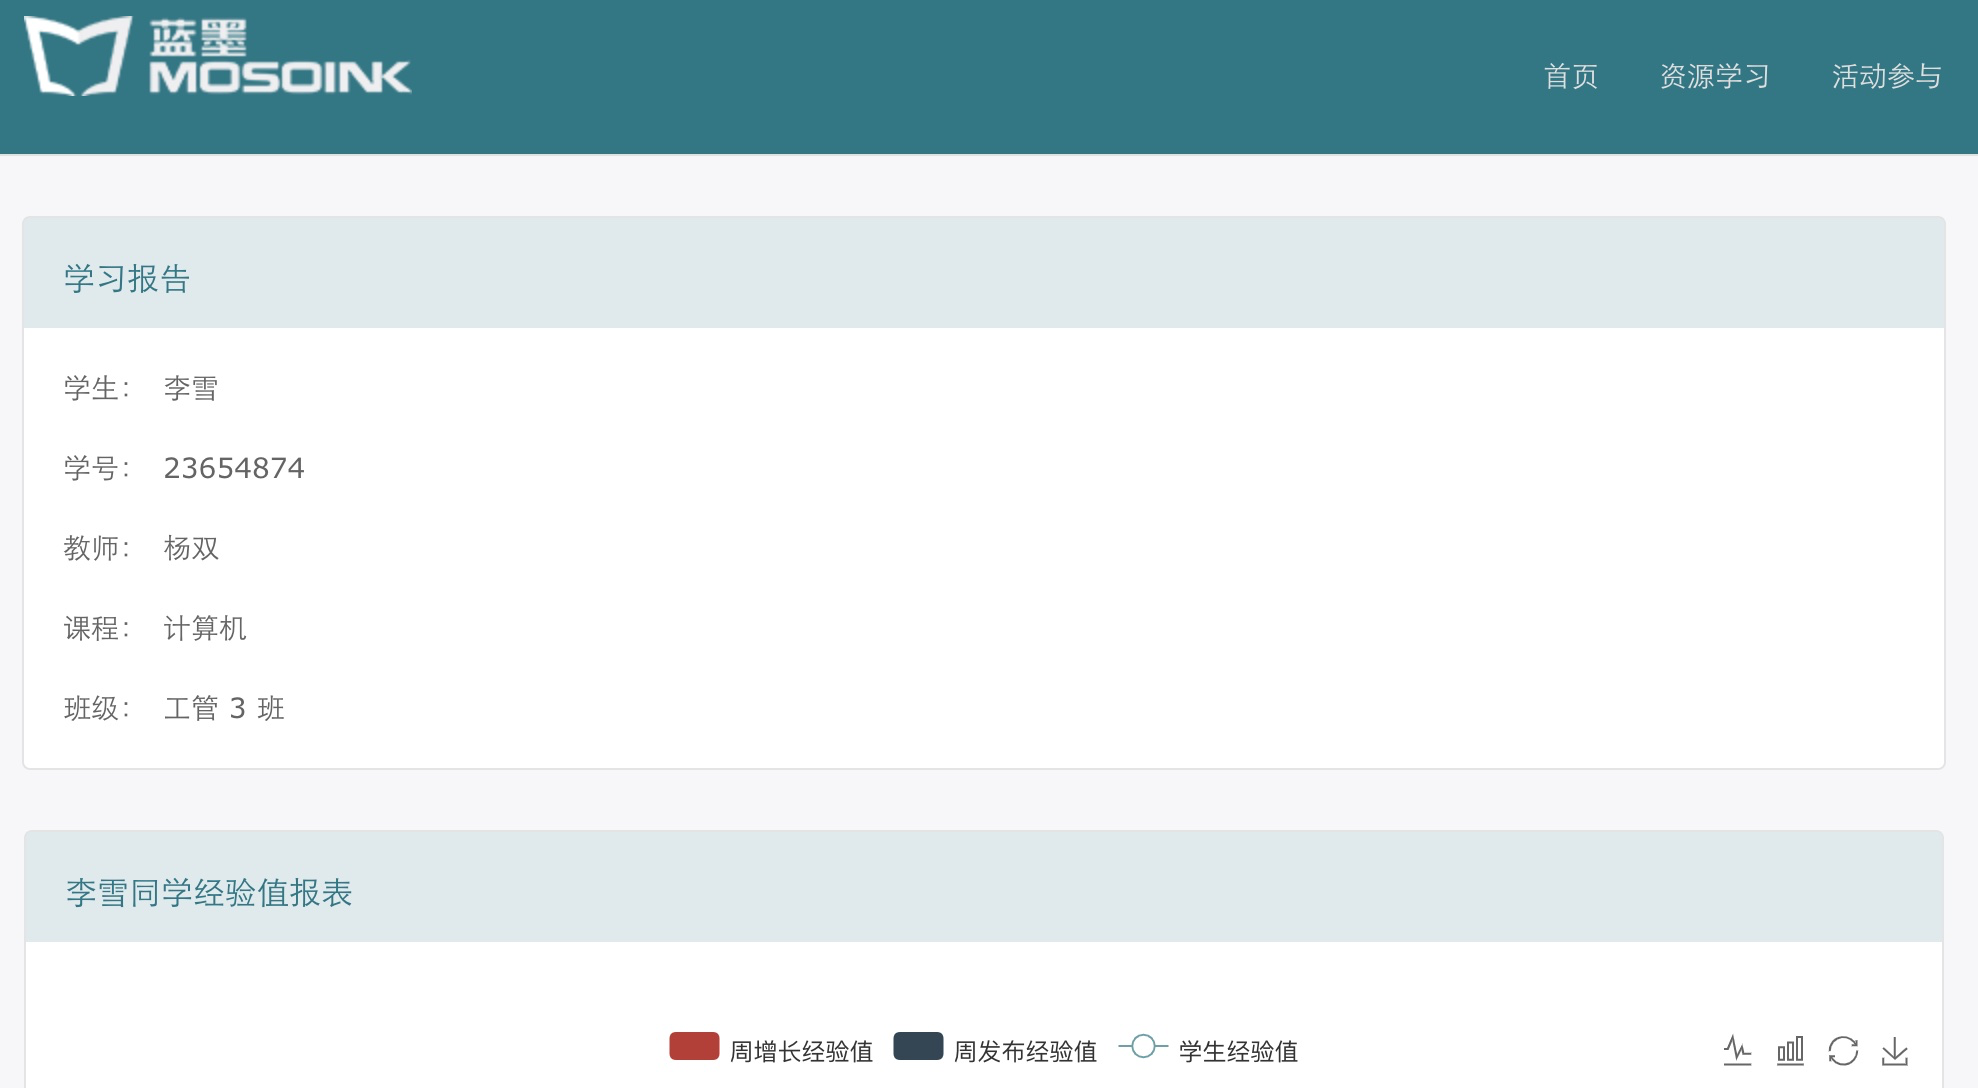 蓝墨
MOSOINK
首页 资源学习 活动参与
学习报告
学生： 李雪
学号： 23654874
教师： 杨双
课程： 计算机
班级： 工管 3 班
李雪同学经验值报表
周增长经验值 周发布经验值 学生经验值